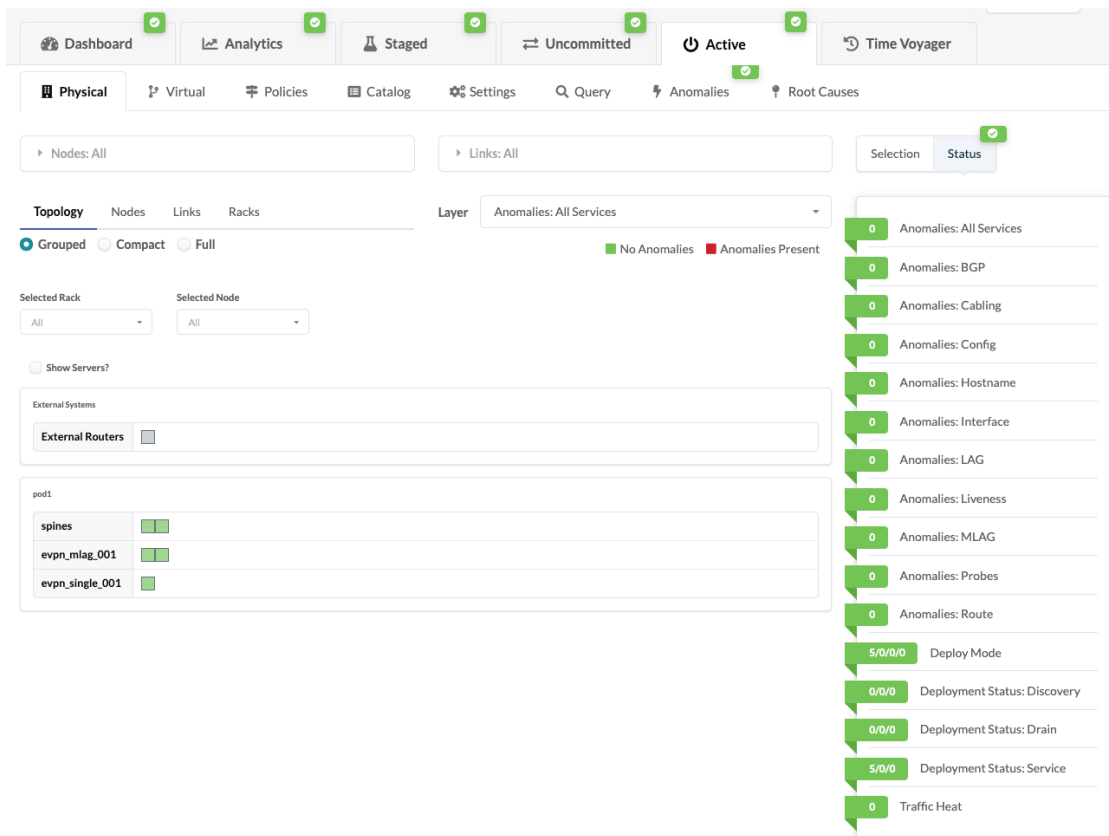 Dashboard Analytics Staged Uncommitted Active Time Voyager
Physical Virtual Policies Catalog Settings Query Anomalies Root Causes
Nodes: All
Links: All
Selection Status
Topology Nodes Links Racks
Layer Anomalies: All Services
Grouped Compact Full
No Anomalies Anomalies Present
Selected Rack Selected Node
All All
Show Servers?
External Systems
External Routers
pod1
spines
evpn_mlag_001
evpn_single_001
0 Anomalies: All Services
0 Anomalies: BGP
0 Anomalies: Cabling
0 Anomalies: Config
0 Anomalies: Hostname
0 Anomalies: Interface
0 Anomalies: LAG
0 Anomalies: Liveness
0 Anomalies: MLAG
0 Anomalies: Probes
0 Anomalies: Route
5/0/0/0 Deploy Mode
0/0/0 Deployment Status: Discovery
0/0/0 Deployment Status: Drain
5/0/0 Deployment Status: Service
0 Traffic Heat